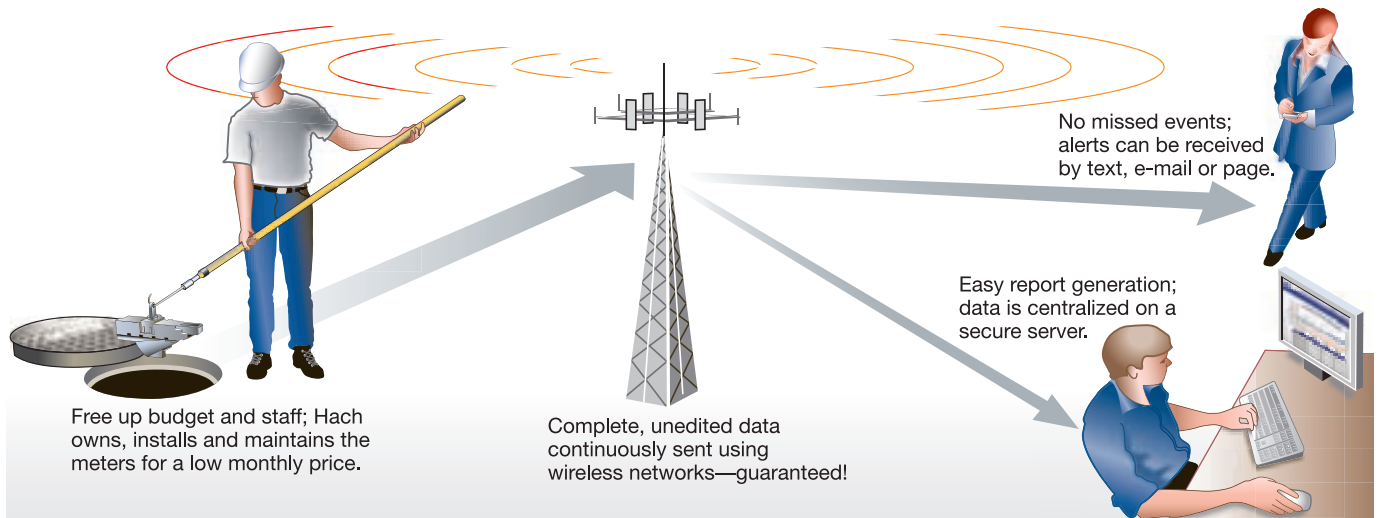 Free up budget and staff; Hach
owns, installs and maintains the
meters for a low monthly price.
Complete, unedited data
continuously sent using
wireless networks—guaranteed!
No missed events;
alerts can be received
by text, e-mail or page.
Easy report generation;
data is centralized on a
secure server.